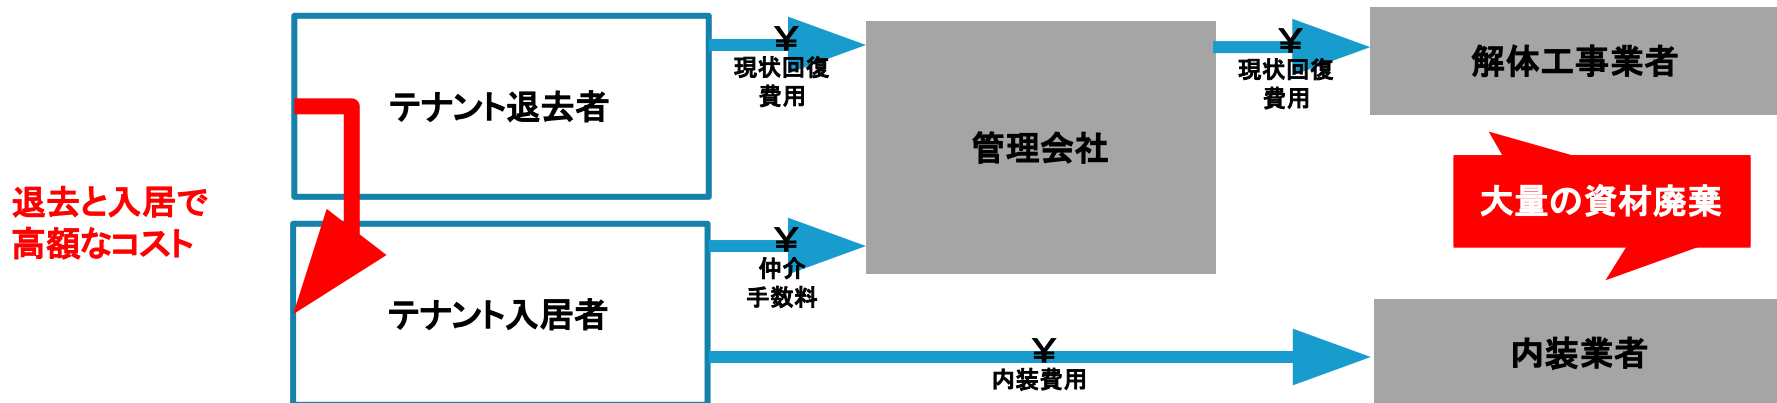 テナント退去者
¥
現状回復
費用
管理会社
¥
現状回復
費用
解体工事業者
退去と入居で
高額なコスト
大量の資材廃棄
テナント入居者
¥
仲介
手数料
¥
内装費用
内装業者